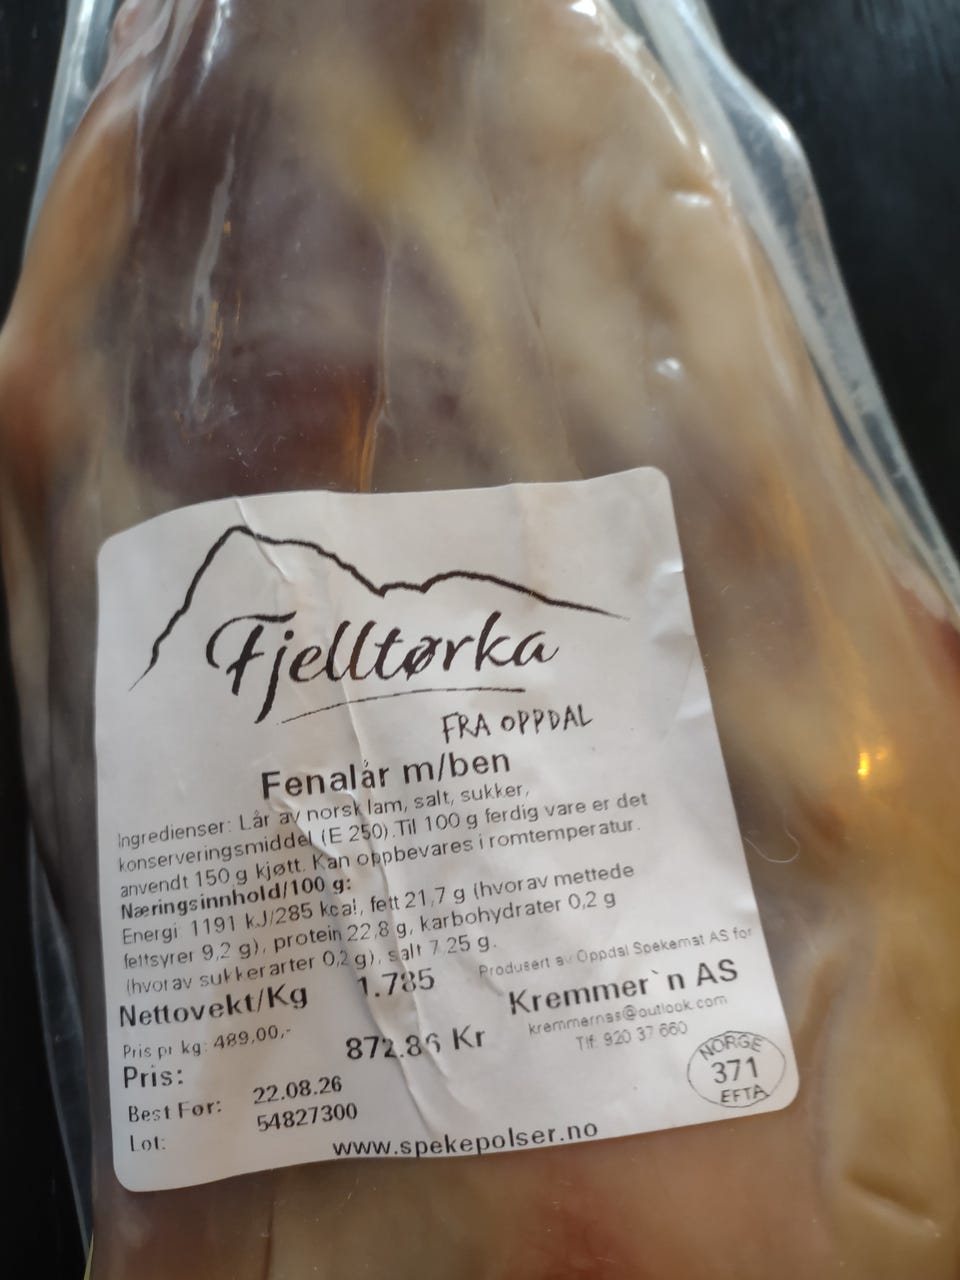 Fjelltørka
FRA OPPDAL
Fenalår m/ben
Ingredienser: Lår av norsk lam, salt, sukker,
konserveringsmiddel (E 250).Til 100 g ferdig vare er det
anvendt 150 g kjøtt. Kan oppbevares i romtemperatur.
Næringsinnhold/100 g:
Energi 1191 kJ/285 kcal, fett 21,7 g (hvorav mettede
fettsyrer 9,2 g), protein 22,8 g, karbohydrater 0,2 g
(hvorav sukkerarter 0,2 g), salt 7.25 g.
Nettovekt/Kg 1.785
Pris pr kg: 489,00,-
Pris: 872.86 Kr
Best Før: 22.08.26
Lot: 54827300
Produsert av Oppdal Spekemat AS for
Kremmer`n AS
kremmernas@outlook.com
Tlf: 920 37 660
NORGE
371
EFTA
www.spekepolser.no